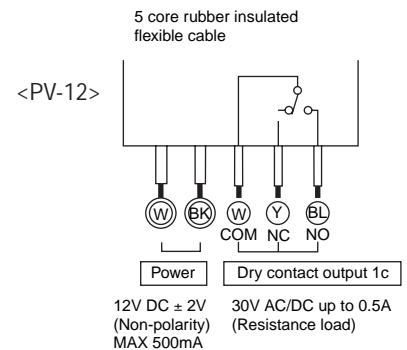 5 core rubber insulated
flexible cable
<PV-12>
W BK W Y BL
COM NC NO
Power Dry contact output 1c
12V DC ± 2V
(Non-polarity)
MAX 500mA
30V AC/DC up to 0.5A
(Resistance load)